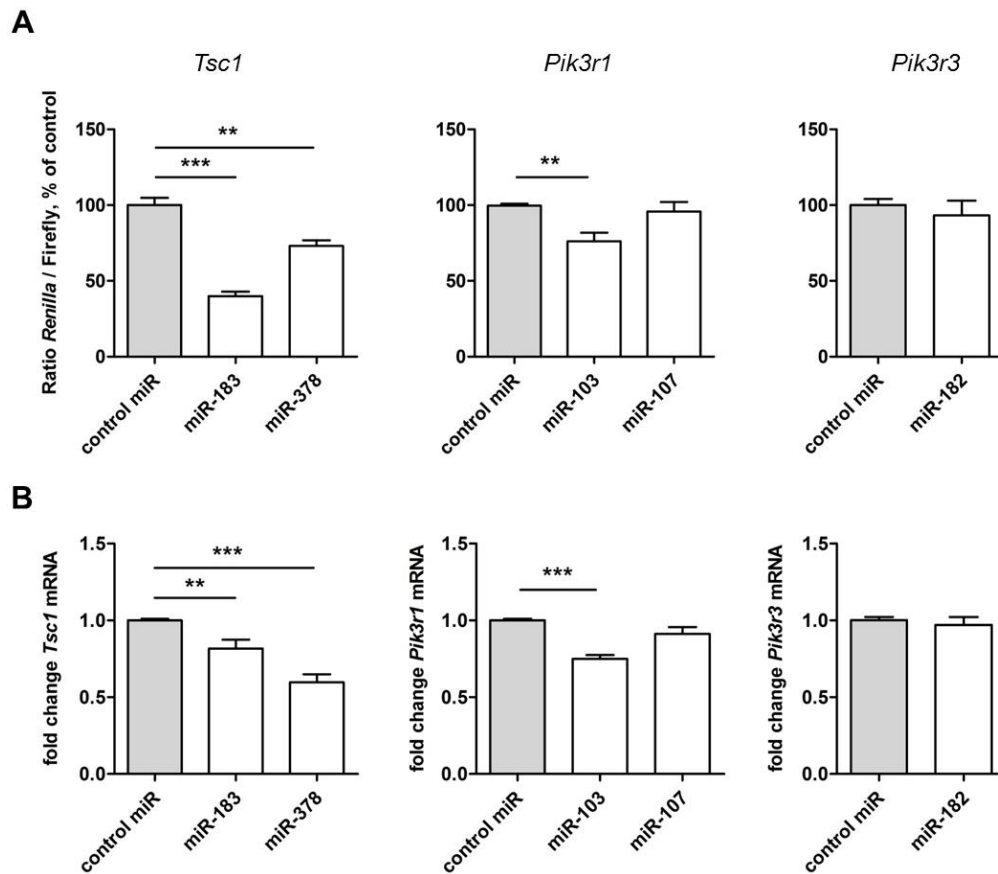 A
Tsc1
Pik3r1
Pik3r3
Ratio Renilla / Firefly, % of control
150
100
50
0
**
***
control miR
miR-183
miR-378
150
100
50
0
**
control miR
miR-103
miR-107
150
100
50
0
control miR
miR-182
B
fold change Tsc1 mRNA
1.5
1.0
0.5
0.0
***
**
control miR
miR-183
miR-378
fold change Pik3r1 mRNA
1.5
1.0
0.5
0.0
***
control miR
miR-103
miR-107
fold change Pik3r3 mRNA
1.5
1.0
0.5
0.0
control miR
miR-182